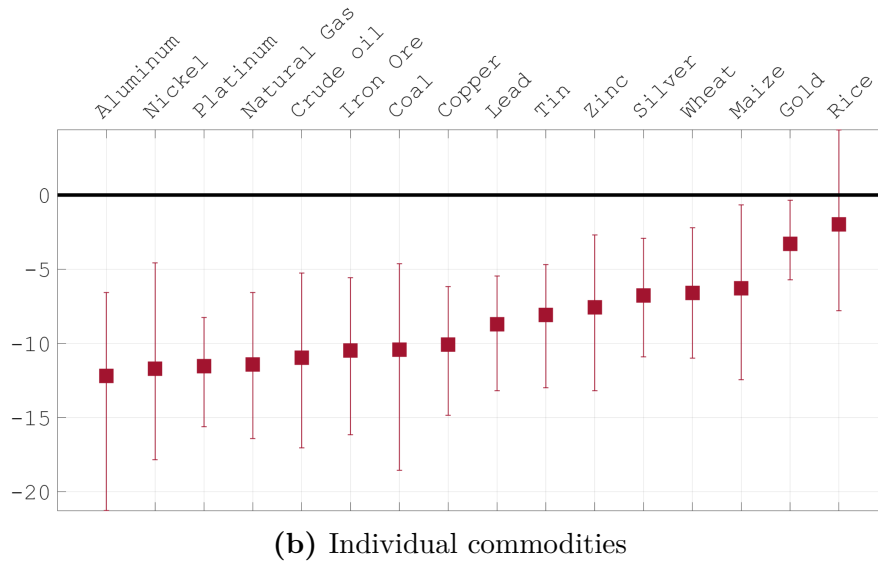 Aluminum
Nickel
Platinum
Natural Gas
Crude oil
Iron Ore
Coal
Copper
Lead
Tin
Zinc
Silver
Wheat
Maize
Gold
Rice
0
−5
−10
−15
−20
(b) Individual commodities